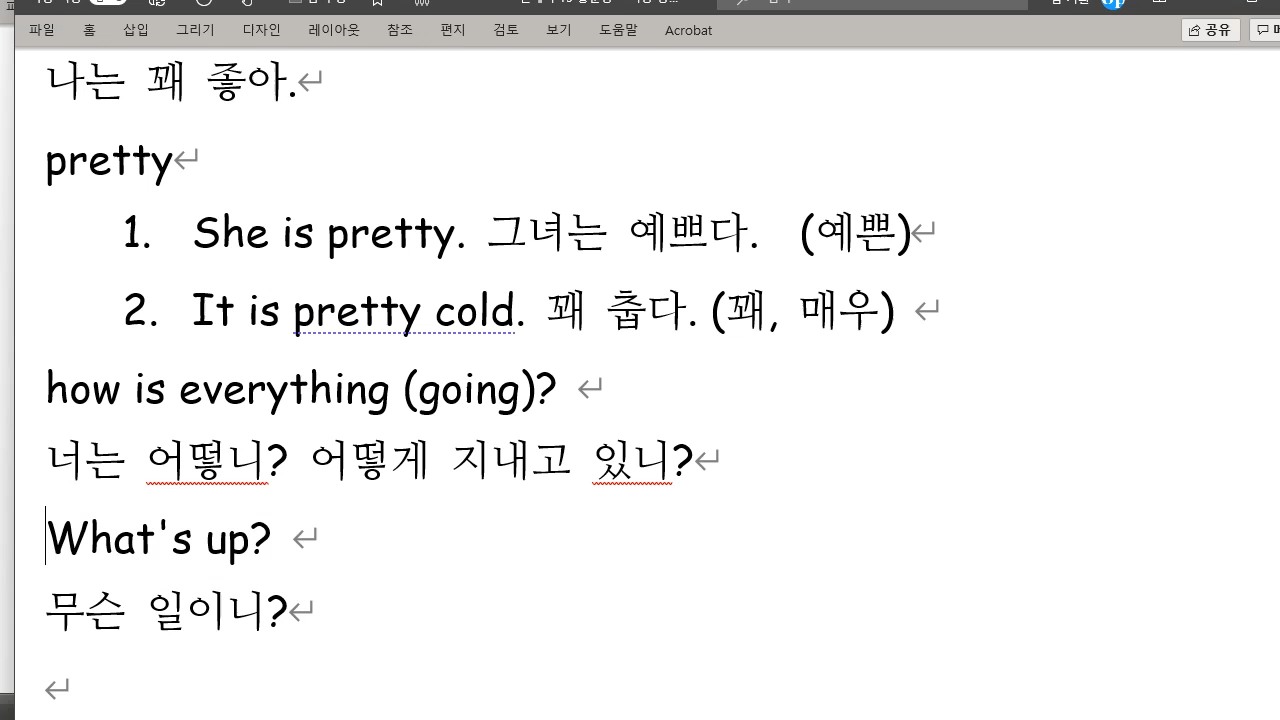 파일 홈 삽입 그리기 디자인 레이아웃 참조 편지 검토 보기 도움말 Acrobat 공유
나는 꽤 좋아.
pretty
1. She is pretty. 그녀는 예쁘다. (예쁜)
2. It is pretty cold. 꽤 춥다. (꽤, 매우)
how is everything (going)?
너는 어떻니? 어떻게 지내고 있니?
What's up?
무슨 일이니?